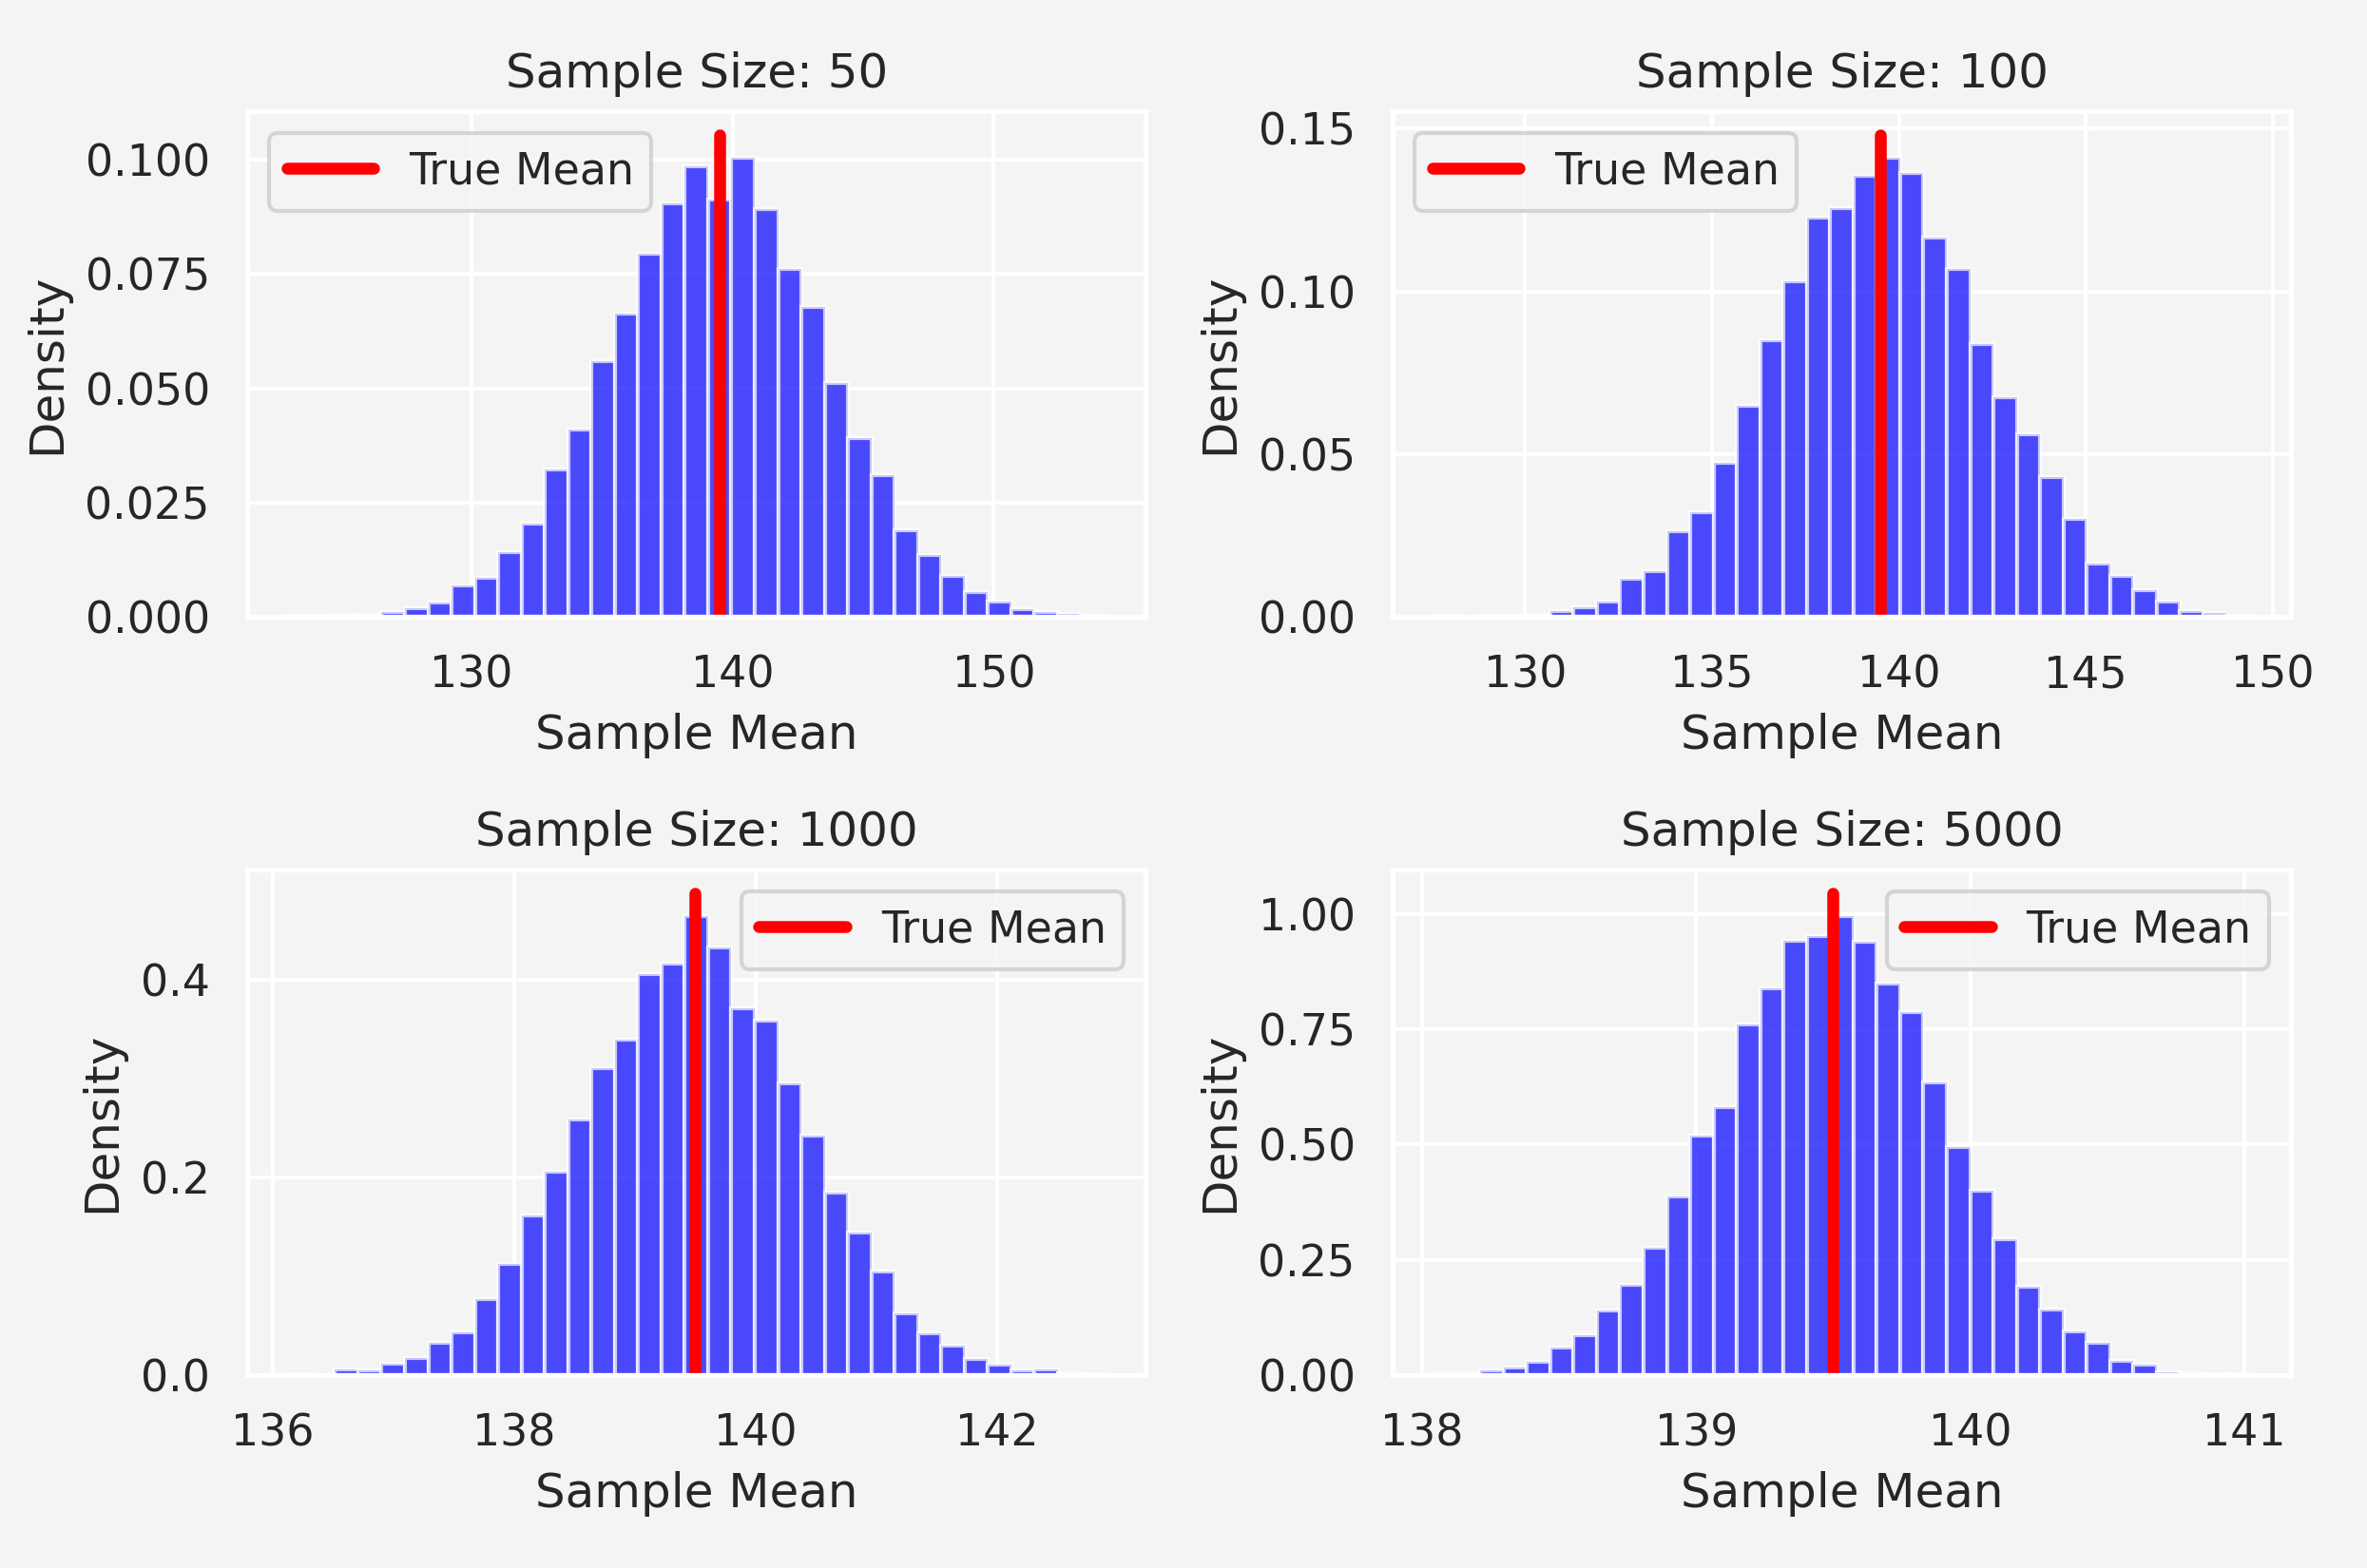 Sample Size: 50
True Mean
0.100
0.075
0.050
0.025
0.000
Density
130 140 150
Sample Mean
Sample Size: 100
True Mean
0.15
0.10
0.05
0.00
Density
130 135 140 145 150
Sample Mean
Sample Size: 1000
True Mean
0.4
0.2
0.0
Density
136 138 140 142
Sample Mean
Sample Size: 5000
True Mean
1.00
0.75
0.50
0.25
0.00
Density
138 139 140 141
Sample Mean